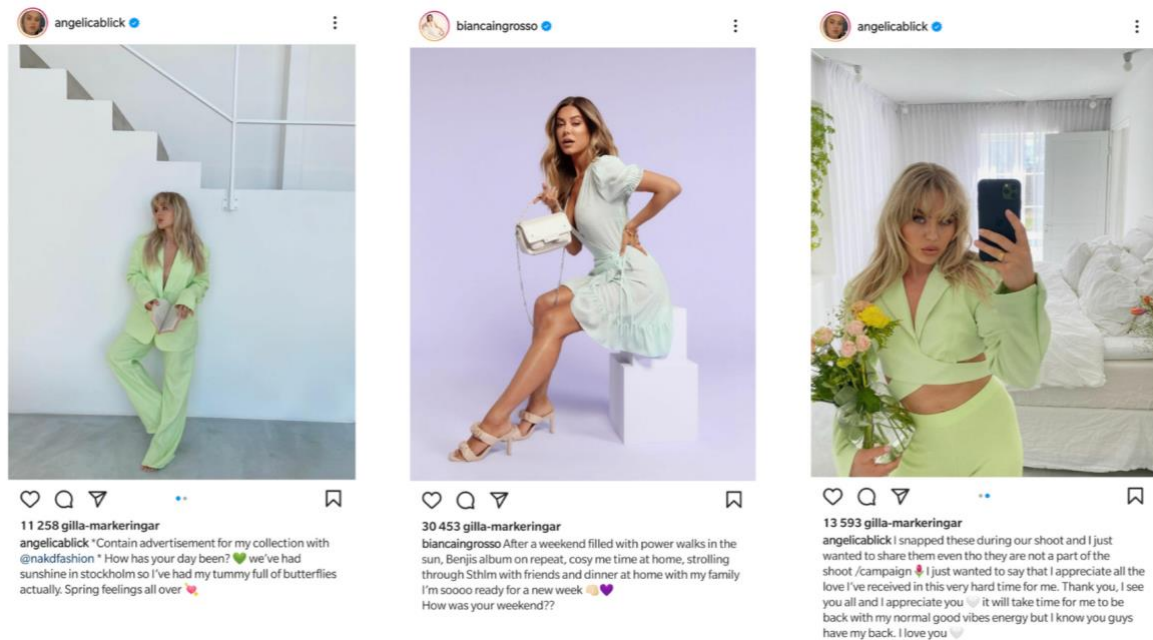 angelicablick
11 258 gilla-markeringar
angelicablick *Contain advertisement for my collection with
@nakdfashion * How has your day been? 💚 we've had
sunshine in stockholm so I've had my tummy full of butterflies
actually. Spring feelings all over 💘
biancaingrosso
30 453 gilla-markeringar
biancaingrosso After a weekend filled with power walks in the
sun, Benjis album on repeat, cosy me time at home, strolling
through Sthlm with friends and dinner at home with my family
I'm soooo ready for a new week 👊🏻💜
How was your weekend??
angelicablick
13 593 gilla-markeringar
angelicablick I snapped these during our shoot and I just
wanted to share them even tho they are not a part of the
shoot /campaign 🌷 I just wanted to say that I appreciate all the
love I've received in this very hard time for me. Thank you, I see
you all and I appreciate you 🤍 it will take time for me to be
back with my normal good vibes energy but I know you guys
have my back. I love you 🤍